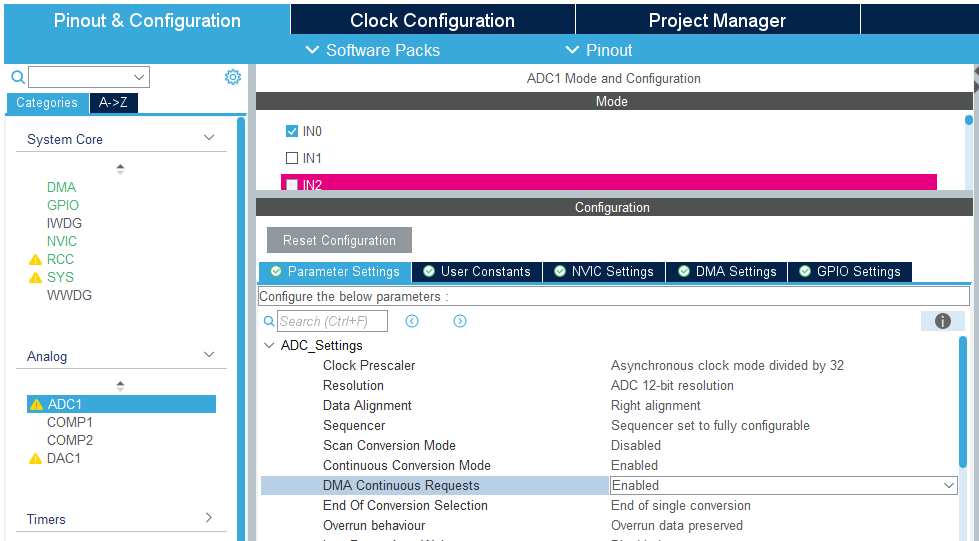 Pinout & Configuration
Clock Configuration
Project Manager
Software Packs
Pinout
Categories
A->Z
System Core
DMA
GPIO
IWDG
NVIC
RCC
SYS
WWDG
Analog
ADC1
COMP1
COMP2
DAC1
Timers
ADC1 Mode and Configuration
Mode
IN0
IN1
IN2
Configuration
Reset Configuration
Parameter Settings
User Constants
NVIC Settings
DMA Settings
GPIO Settings
Configure the below parameters :
Search (Ctrl+F)
ADC_Settings
Clock Prescaler Asynchronous clock mode divided by 32
Resolution ADC 12-bit resolution
Data Alignment Right alignment
Sequencer Sequencer set to fully configurable
Scan Conversion Mode Disabled
Continuous Conversion Mode Enabled
DMA Continuous Requests Enabled
End Of Conversion Selection End of single conversion
Overrun behaviour Overrun data preserved